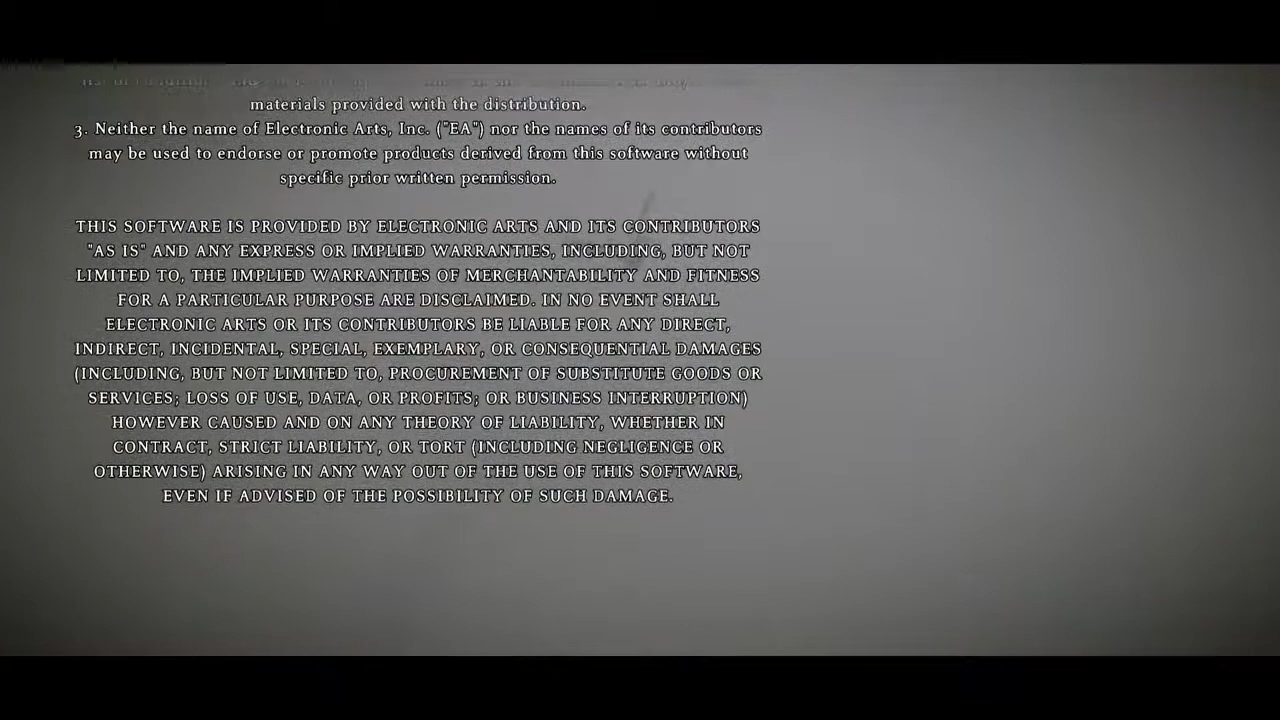 materials provided with the distribution.
3. Neither the name of Electronic Arts, Inc. ("EA") nor the names of its contributors
may be used to endorse or promote products derived from this software without
specific prior written permission.
THIS SOFTWARE IS PROVIDED BY ELECTRONIC ARTS AND ITS CONTRIBUTORS
"AS IS" AND ANY EXPRESS OR IMPLIED WARRANTIES, INCLUDING, BUT NOT
LIMITED TO, THE IMPLIED WARRANTIES OF MERCHANTABILITY AND FITNESS
FOR A PARTICULAR PURPOSE ARE DISCLAIMED. IN NO EVENT SHALL
ELECTRONIC ARTS OR ITS CONTRIBUTORS BE LIABLE FOR ANY DIRECT,
INDIRECT, INCIDENTAL, SPECIAL, EXEMPLARY, OR CONSEQUENTIAL DAMAGES
(INCLUDING, BUT NOT LIMITED TO, PROCUREMENT OF SUBSTITUTE GOODS OR
SERVICES; LOSS OF USE, DATA, OR PROFITS; OR BUSINESS INTERRUPTION)
HOWEVER CAUSED AND ON ANY THEORY OF LIABILITY, WHETHER IN
CONTRACT, STRICT LIABILITY, OR TORT (INCLUDING NEGLIGENCE OR
OTHERWISE) ARISING IN ANY WAY OUT OF THE USE OF THIS SOFTWARE,
EVEN IF ADVISED OF THE POSSIBILITY OF SUCH DAMAGE.